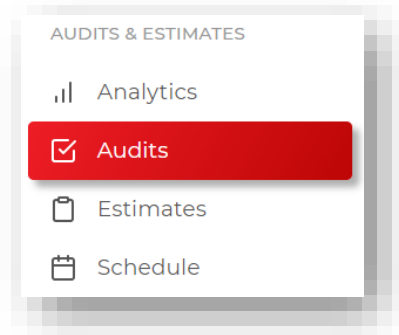 AUDITS & ESTIMATES
Analytics
Audits
Estimates
Schedule